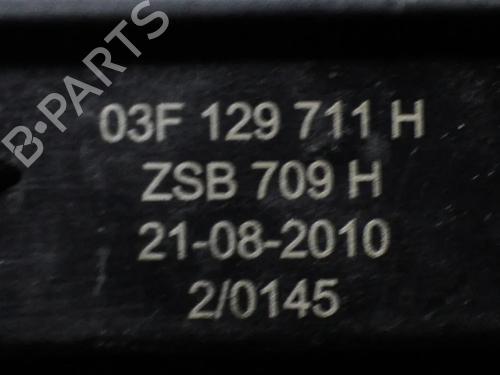 B-PARTS
03F 129 711 H
ZSB 709 H
21-08-2010
2/0145